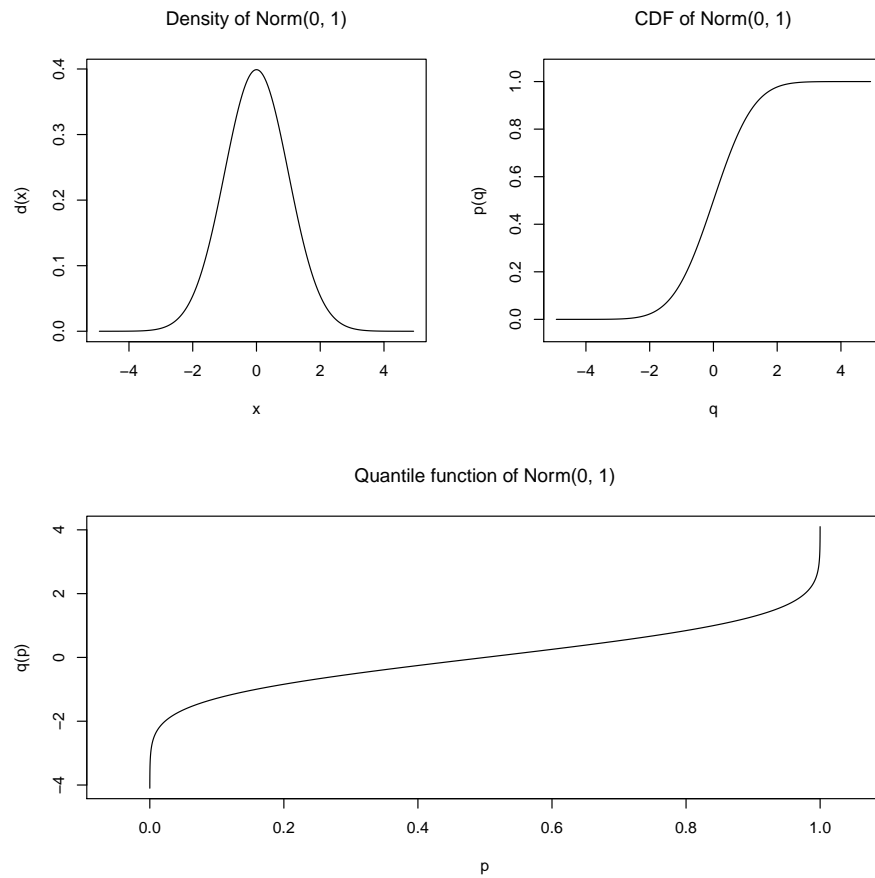 Density of Norm(0, 1)
d(x)
0.4
0.3
0.2
0.1
0.0
−4 −2 0 2 4
x
CDF of Norm(0, 1)
p(q)
1.0
0.8
0.6
0.4
0.2
0.0
−4 −2 0 2 4
q
Quantile function of Norm(0, 1)
q(p)
4
2
0
−2
−4
0.0 0.2 0.4 0.6 0.8 1.0
p